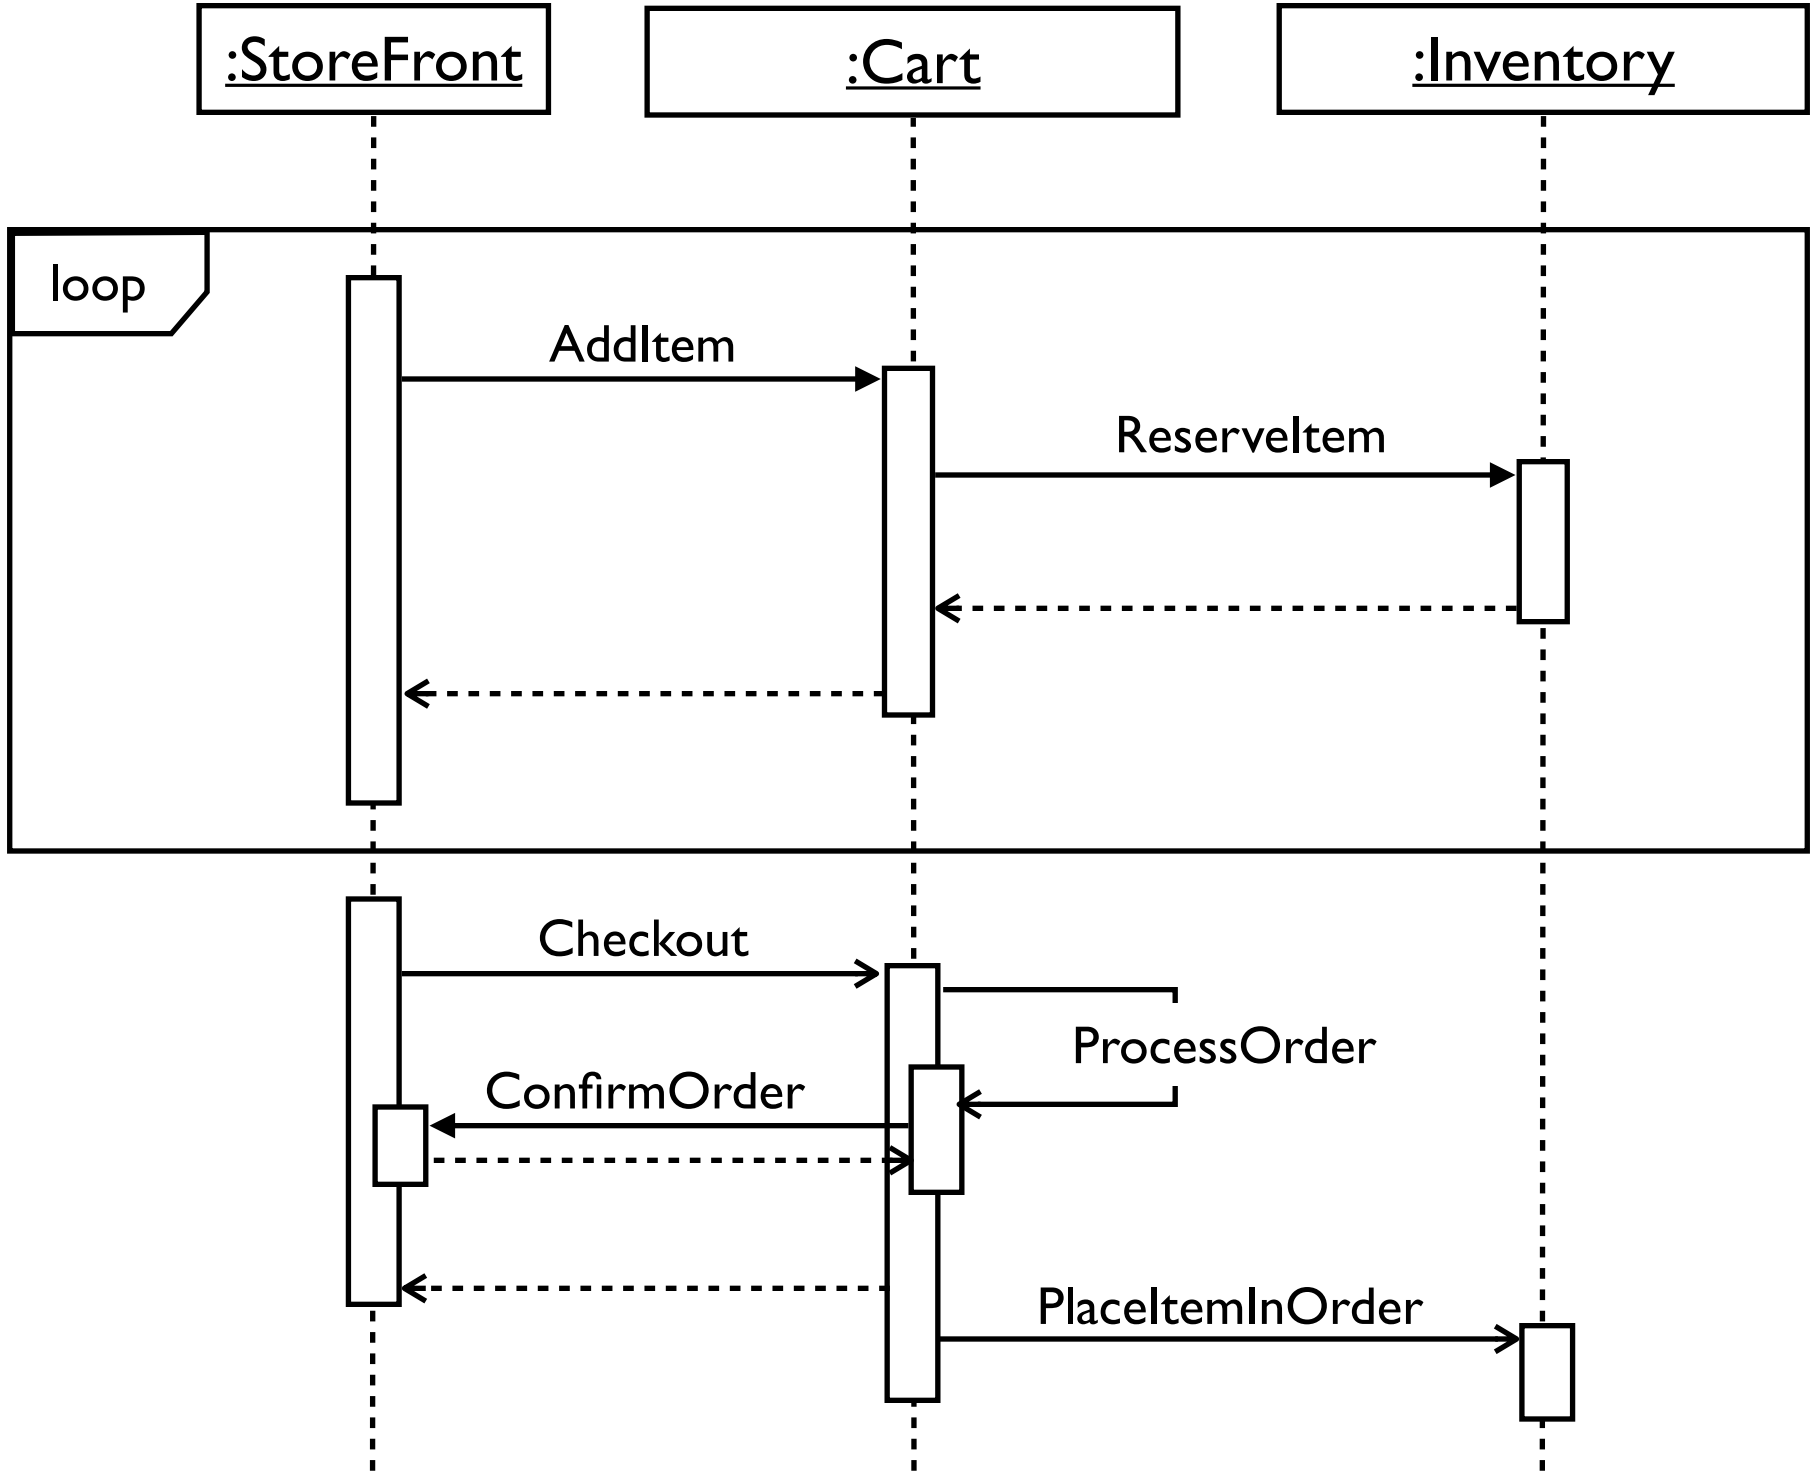 :StoreFront
:Cart
:Inventory
loop
AddItem
ReserveItem
Checkout
ProcessOrder
ConfirmOrder
PlaceItemInOrder